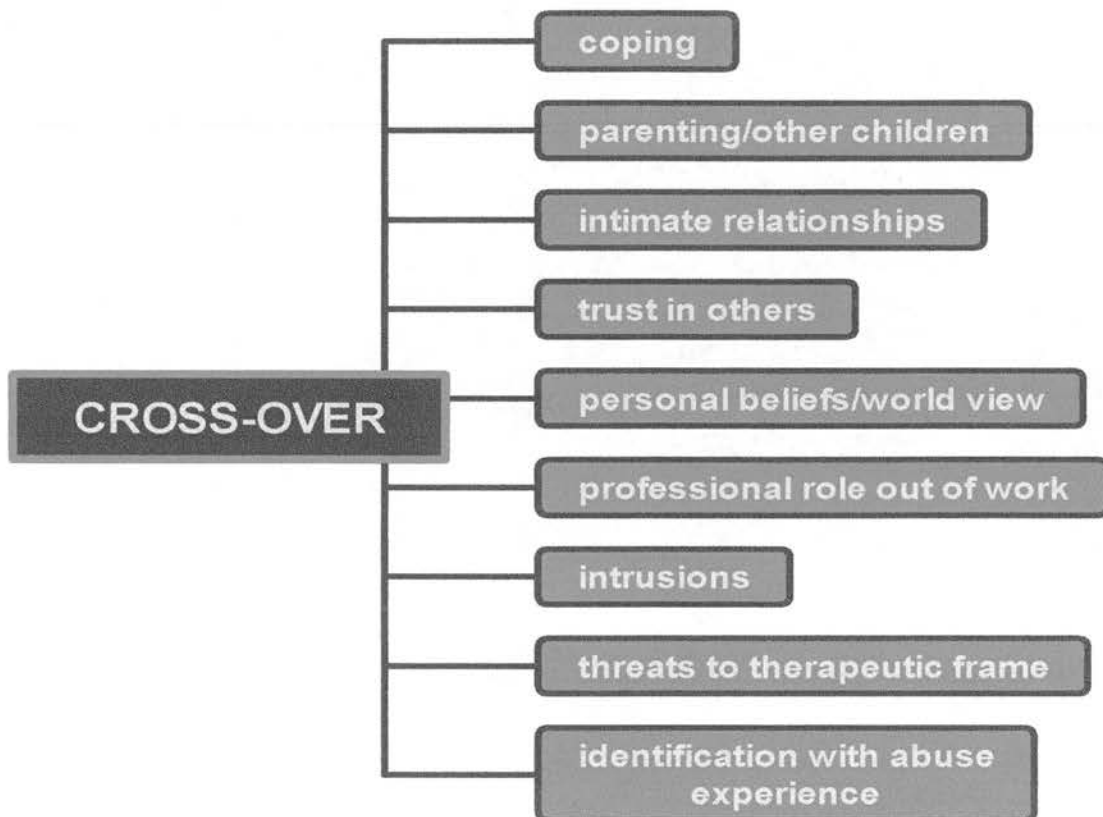 coping
parenting/other children
intimate relationships
trust in others
CROSS-OVER
personal beliefs/world view
professional role out of work
intrusions
threats to therapeutic frame
identification with abuse
experience